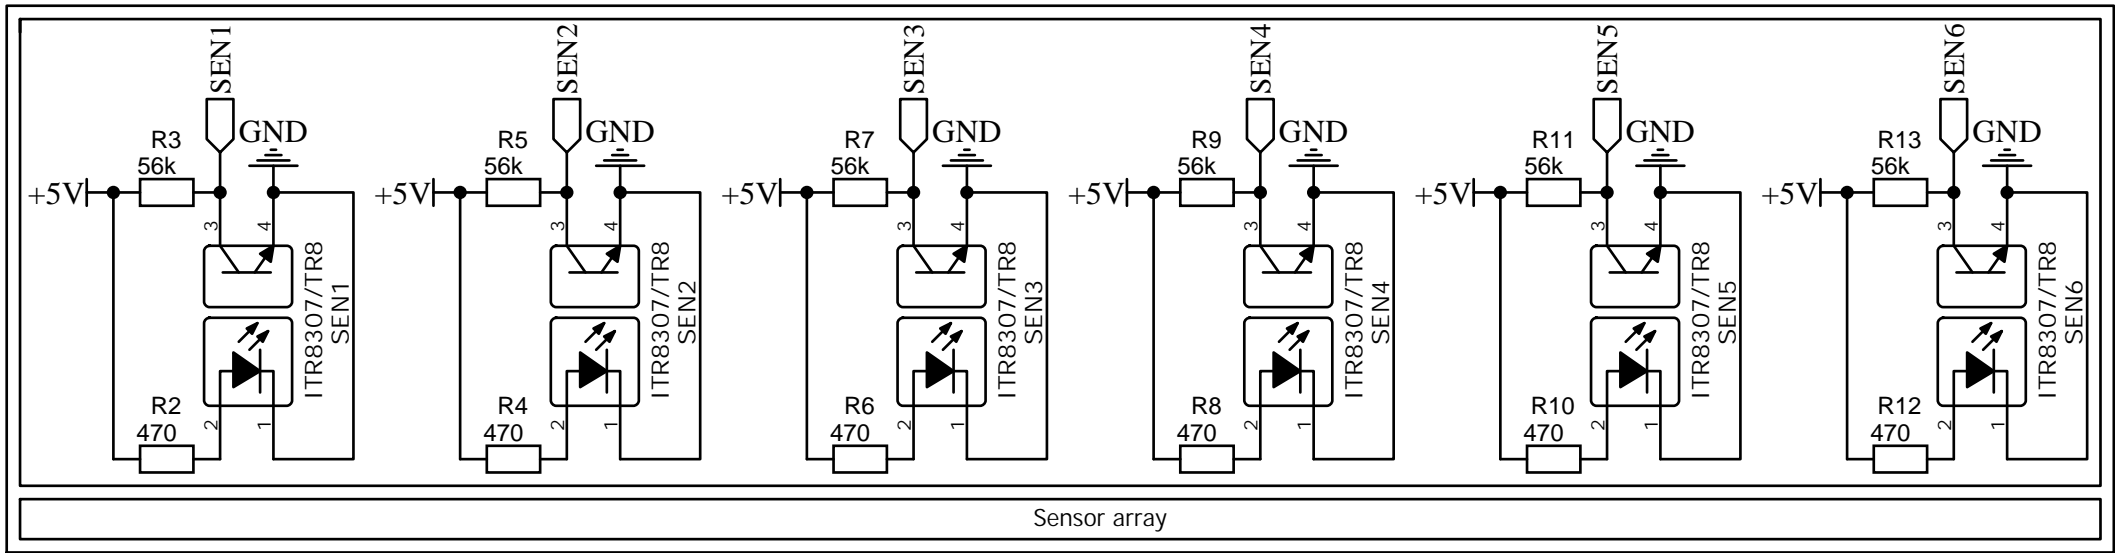 SEN1
GND
R3
56k
+5V
3
4
ITR8307/TR8
SEN1
R2
470
2
1
SEN2
GND
R5
56k
+5V
3
4
ITR8307/TR8
SEN2
R4
470
2
1
SEN3
GND
R7
56k
+5V
3
4
ITR8307/TR8
SEN3
R6
470
2
1
SEN4
GND
R9
56k
+5V
3
4
ITR8307/TR8
SEN4
R8
470
2
1
SEN5
GND
R11
56k
+5V
3
4
ITR8307/TR8
SEN5
R10
470
2
1
SEN6
GND
R13
56k
+5V
3
4
ITR8307/TR8
SEN6
R12
470
2
1
Sensor array